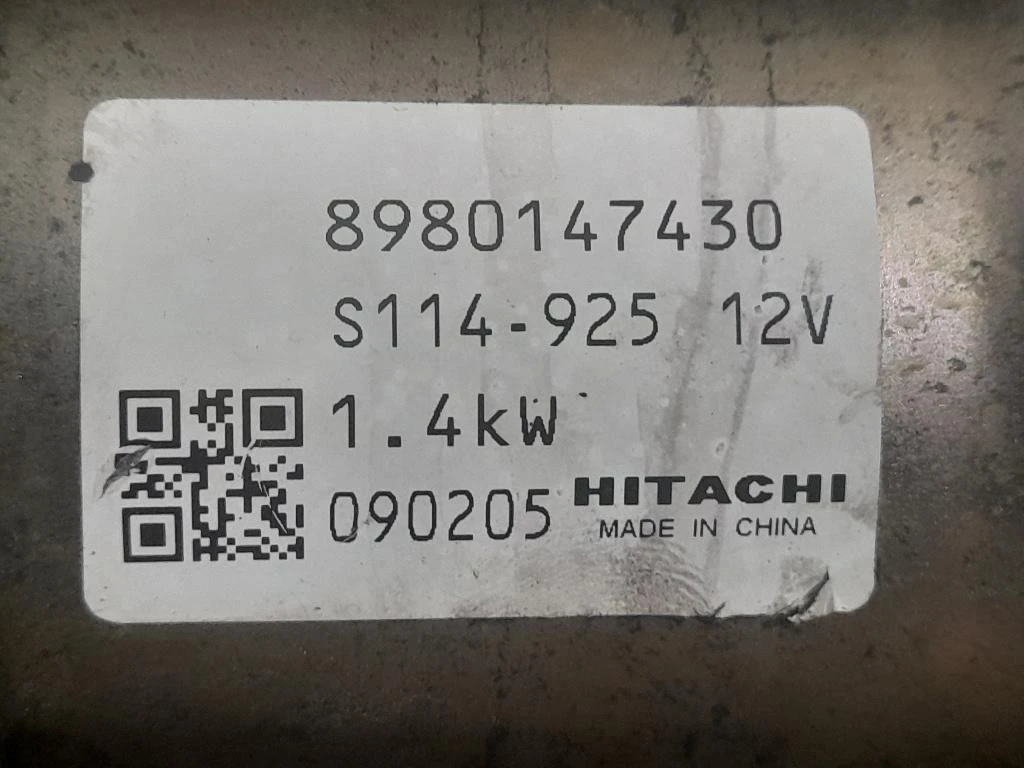 8980147430
S114-925 12V
1.4kW
090205 HITACHI
MADE IN CHINA